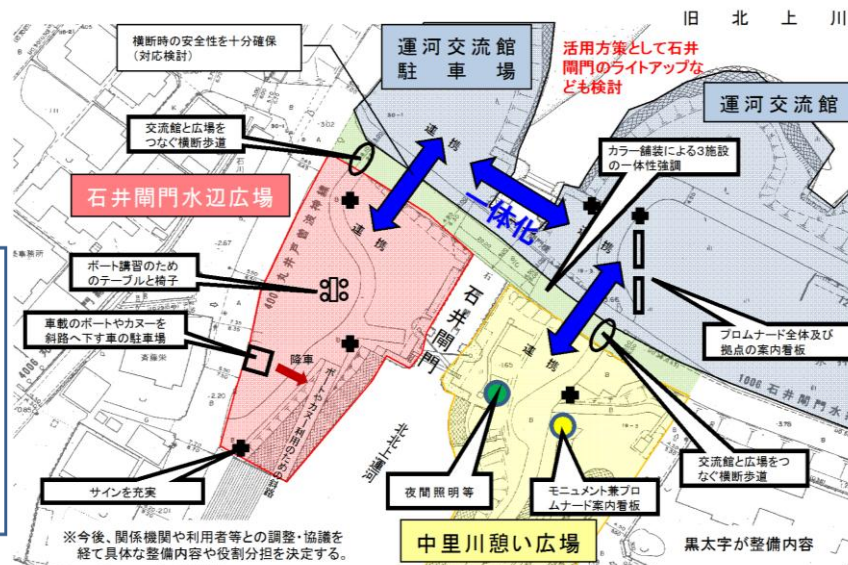 旧 北 上 川
横断時の安全性を十分確保
(対応検討)
運河交流館
駐 車 場
活用方策として石井
閘門のライトアップな
ども検討
運河交流館
交流館と広場を
つなぐ横断歩道
連 携
カラー舗装による3施設
の一体性強調
石井閘門水辺広場
一体化
連 携
連 携
ボート講習のため
のテーブルと椅子
石井閘門
車載のボートやカヌーを
斜路へ下す車の駐車場
降車
連 携
プロムナード全体及び
拠点の案内看板
ボートやカヌー利用のための斜路
北北上運河
サインを充実
夜間照明等
モニュメント兼プロ
ムナード案内看板
交流館と広場をつ
なぐ横断歩道
※今後、関係機関や利用者等との調整・協議を
経て具体な整備内容や役割分担を決定する。
中里川憩い広場
黒太字が整備内容